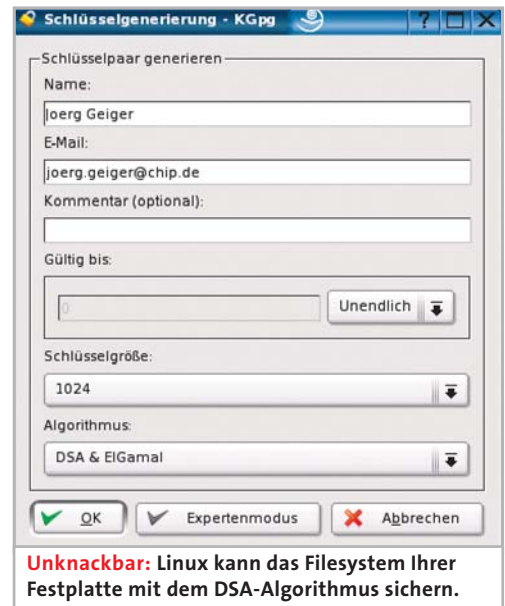 Schlüsselgenerierung - KGpg
Schlüsselpaar generieren
Name:
Joerg Geiger
E-Mail:
joerg.geiger@chip.de
Kommentar (optional):
Gültig bis:
0 Unendlich
Schlüsselgröße:
1024
Algorithmus:
DSA & ElGamal
OK Expertenmodus Abbrechen
Unknackbar: Linux kann das Filesystem Ihrer
Festplatte mit dem DSA-Algorithmus sichern.